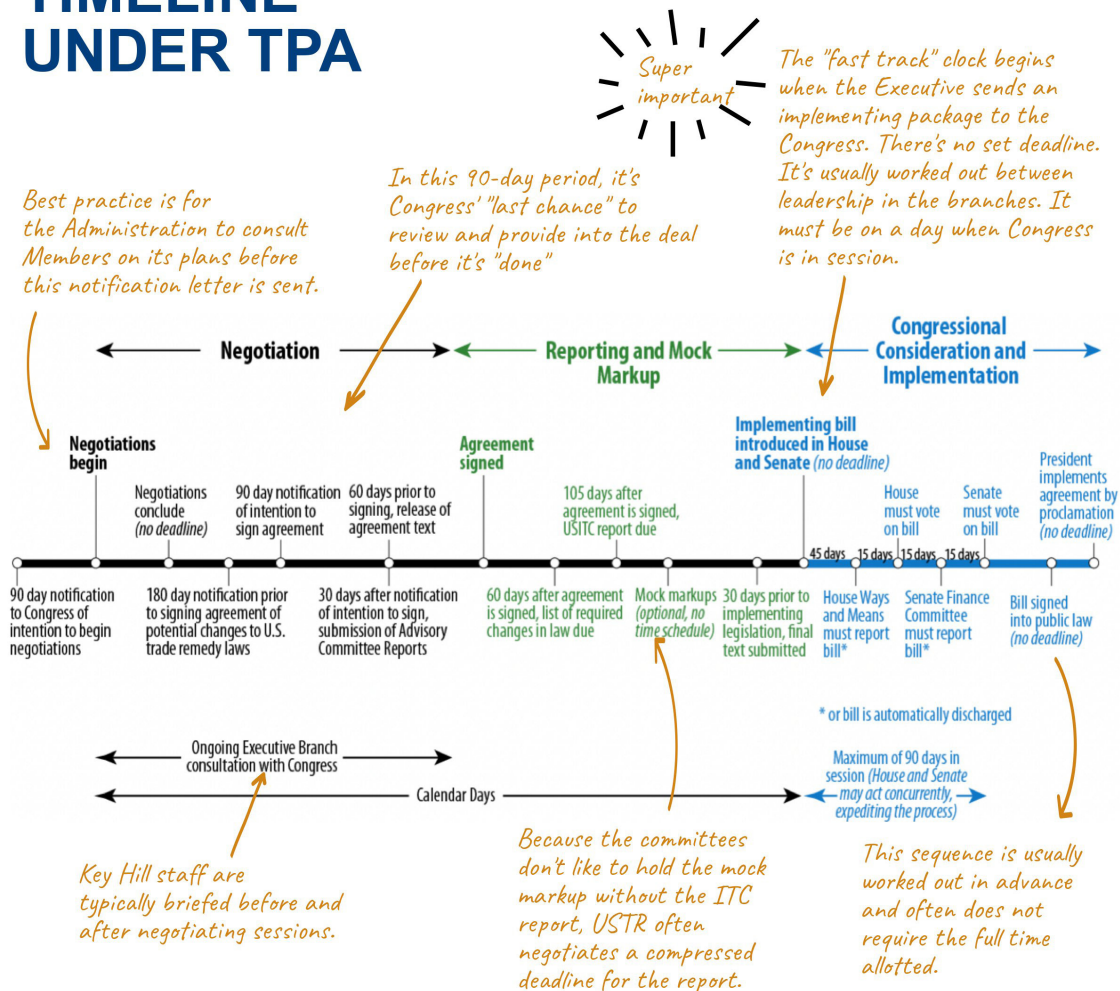 TIMELINE
UNDER TPA
Super
important
The "fast track" clock begins
when the Executive sends an
implementing package to the
Congress. There's no set deadline.
It's usually worked out between
leadership in the branches. It
must be on a day when Congress
is in session.
In this 90-day period, it's
Congress' "last chance" to
review and provide into the deal
before it's "done"
Best practice is for
the Administration to consult
Members on its plans before
this notification letter is sent.
Negotiation
Reporting and Mock
Markup
Congressional
Consideration and
Implementation
Negotiations
begin
Negotiations
conclude
(no deadline)
90 day notification
of intention to
sign agreement
60 days prior to
signing, release of
agreement text
Agreement
signed
105 days after
agreement is signed,
USITC report due
Implementing bill
introduced in House
and Senate (no deadline)
House
must vote
on bill
Senate
must vote
on bill
President
implements
agreement by
proclamation
(no deadline)
45 days
15 days
15 days
15 days
90 day notification
to Congress of
intention to begin
negotiations
180 day notification prior
to signing agreement of
potential changes to U.S.
trade remedy laws
30 days after notification
of intention to sign,
submission of Advisory
Committee Reports
60 days after agreement
is signed, list of required
changes in law due
Mock markups
(optional, no
time schedule)
30 days prior to
implementing
legislation, final
text submitted
House Ways
and Means
must report
bill*
Senate Finance
Committee
must report
bill*
Bill signed
into public law
(no deadline)
* or bill is automatically discharged
Ongoing Executive Branch
consultation with Congress
Calendar Days
Maximum of 90 days in
session (House and Senate
may act concurrently,
expediting the process)
Key Hill staff are
typically briefed before and
after negotiating sessions.
Because the committees
don't like to hold the mock
markup without the ITC
report, USTR often
negotiates a compressed
deadline for the report.
This sequence is usually
worked out in advance
and often does not
require the full time
allotted.